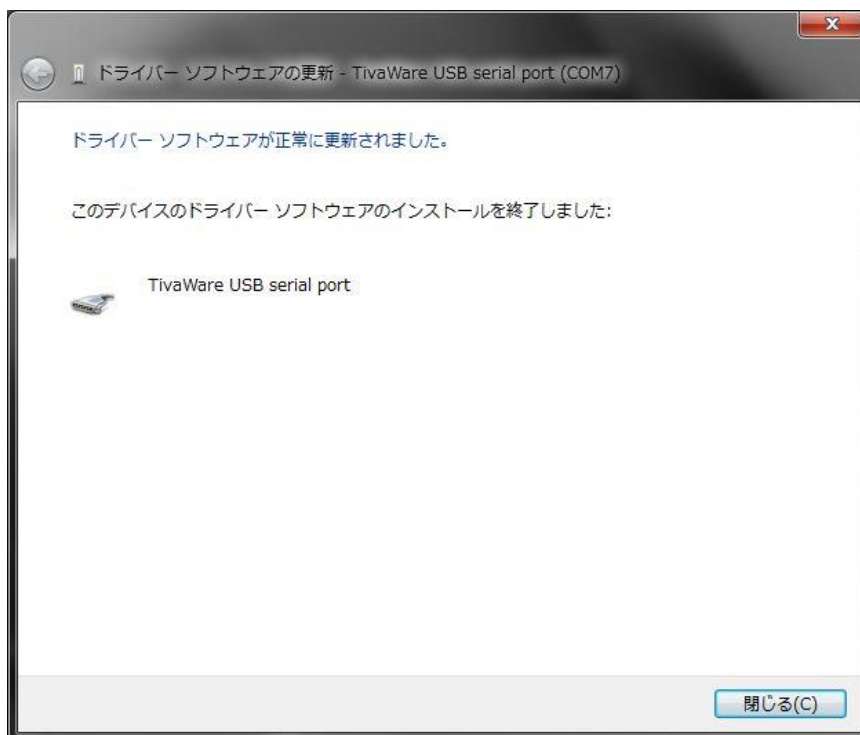 ドライバー ソフトウェアの更新 - TivaWare USB serial port (COM7)
ドライバー ソフトウェアが正常に更新されました。
このデバイスのドライバー ソフトウェアのインストールを終了しました:
TivaWare USB serial port
閉じる(C)